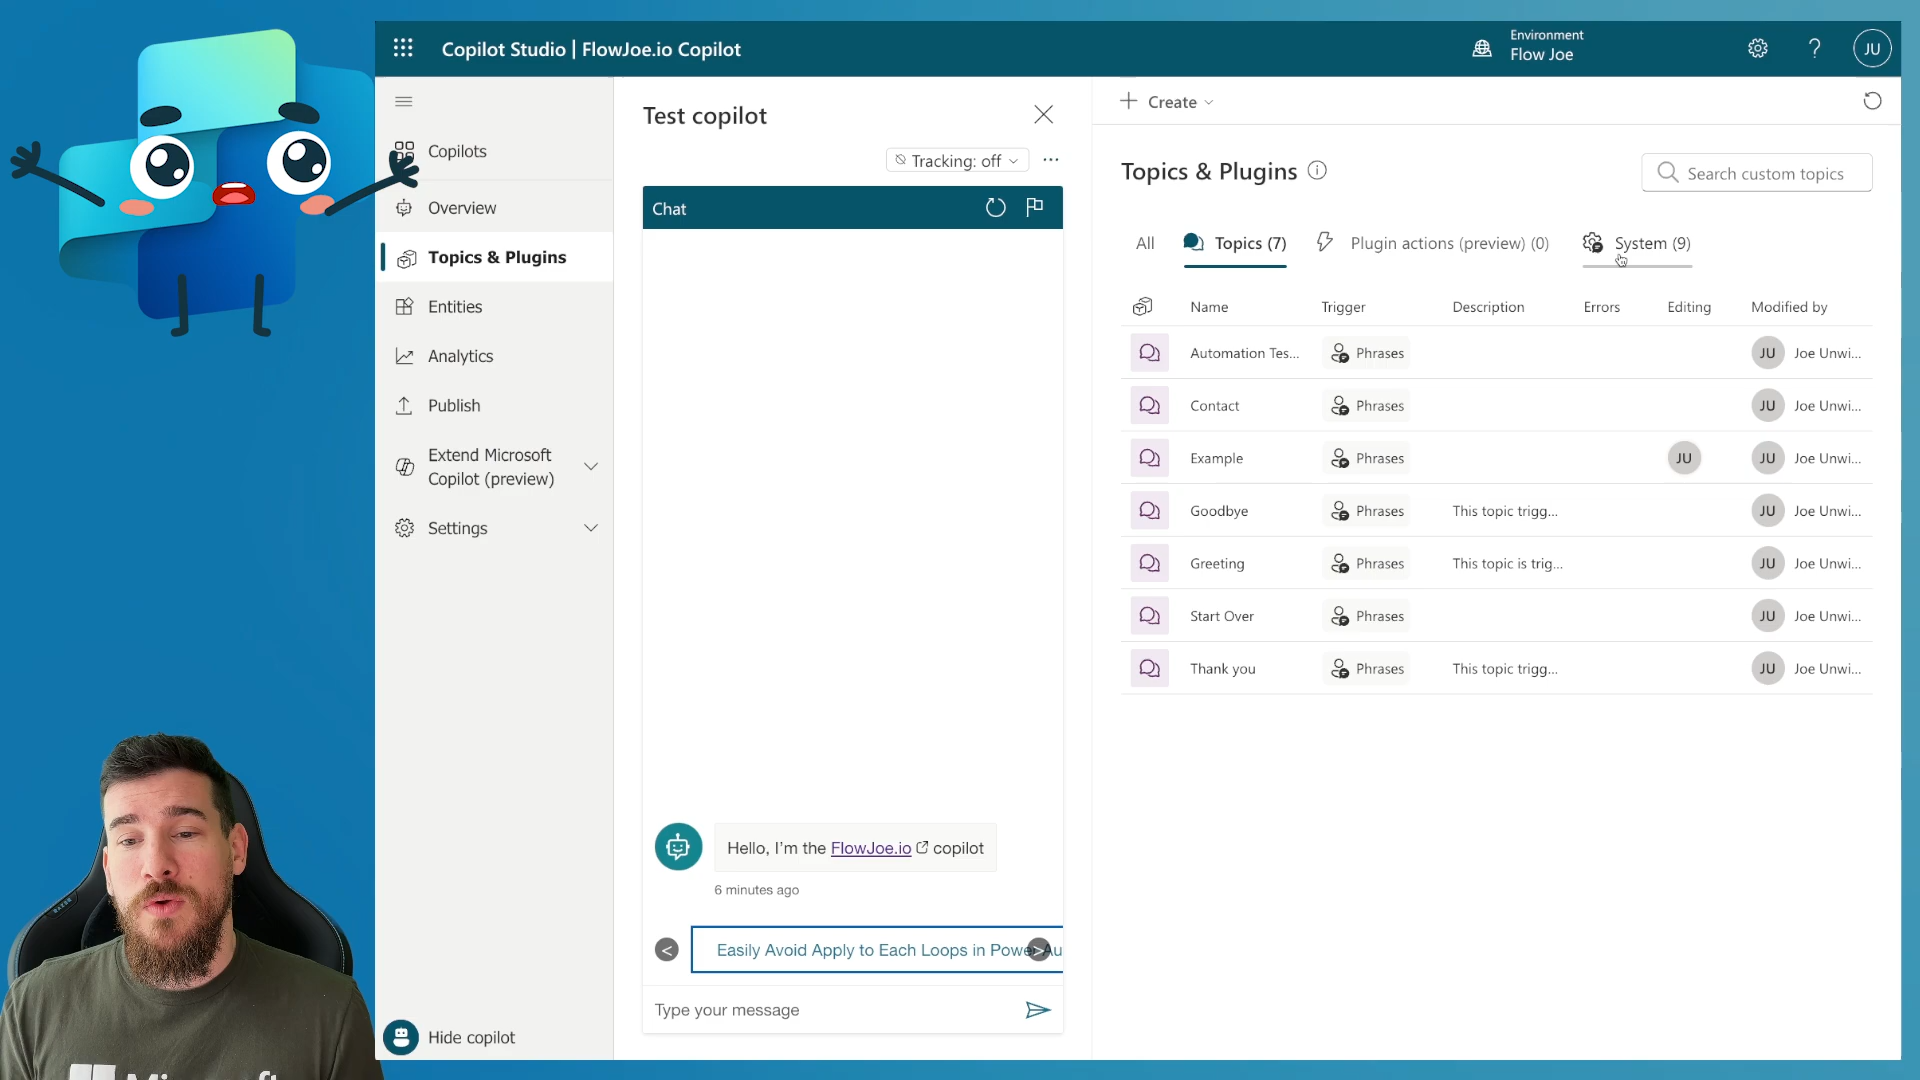 Copilot Studio | FlowJoe.io Copilot
Environment
Flow Joe
?
JU
Copilots
Overview
Topics & Plugins
Entities
Analytics
Publish
Extend Microsoft
Copilot (preview)
Settings
Hide copilot
Test copilot
Tracking: off
...
Chat
Hello, I'm the FlowJoe.io copilot
6 minutes ago
<
Easily Avoid Apply to Each Loops in Power Au
>
Type your message
+ Create
Topics & Plugins
Search custom topics
All
Topics (7)
Plugin actions (preview) (0)
System (9)
Name Trigger Description Errors Editing Modified by
Automation Tes... Phrases JU Joe Unwi...
Contact Phrases JU Joe Unwi...
Example Phrases JU JU Joe Unwi...
Goodbye Phrases This topic trigg... JU Joe Unwi...
Greeting Phrases This topic is trig... JU Joe Unwi...
Start Over Phrases JU Joe Unwi...
Thank you Phrases This topic trigg... JU Joe Unwi...
RAZER